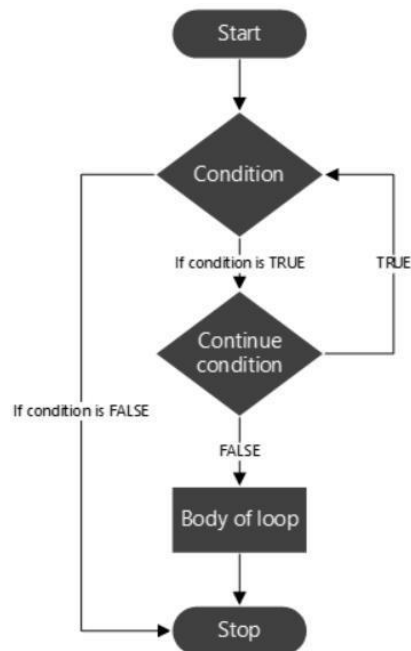 Start
Condition
If condition is TRUE
TRUE
Continue
condition
If condition is FALSE
FALSE
Body of loop
Stop